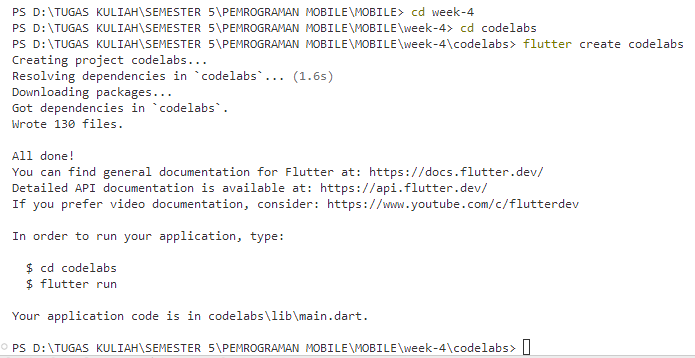 PS D:\TUGAS KULIAH\SEMESTER 5\PEMROGRAMAN MOBILE\MOBILE> cd week-4
PS D:\TUGAS KULIAH\SEMESTER 5\PEMROGRAMAN MOBILE\MOBILE\week-4> cd codelabs
PS D:\TUGAS KULIAH\SEMESTER 5\PEMROGRAMAN MOBILE\MOBILE\week-4\codelabs> flutter create codelabs
Creating project codelabs...
Resolving dependencies in `codelabs`... (1.6s)
Downloading packages...
Got dependencies in `codelabs`.
Wrote 130 files.

All done!
You can find general documentation for Flutter at: https://docs.flutter.dev/
Detailed API documentation is available at: https://api.flutter.dev/
If you prefer video documentation, consider: https://www.youtube.com/c/flutterdev

In order to run your application, type:

  $ cd codelabs
  $ flutter run

Your application code is in codelabs\lib\main.dart.

PS D:\TUGAS KULIAH\SEMESTER 5\PEMROGRAMAN MOBILE\MOBILE\week-4\codelabs>